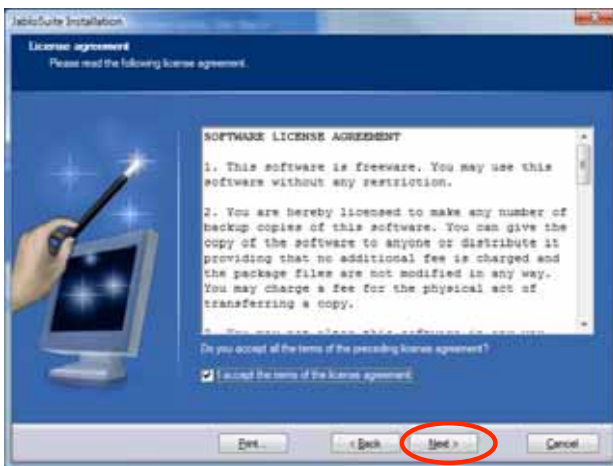 JabloSuite Installation
License agreement
Please read the following license agreement.
SOFTWARE LICENSE AGREEMENT
1. This software is freeware. You may use this
software without any restriction.
2. You are hereby licensed to make any number of
backup copies of this software. You can give the
copy of the software to anyone or distribute it
providing that no additional fee is charged and
the package files are not modified in any way.
You may charge a fee for the physical act of
transferring a copy.
Do you accept all the terms of the preceding license agreement?
I accept the terms of the license agreement
Print...
< Back
Next >
Cancel